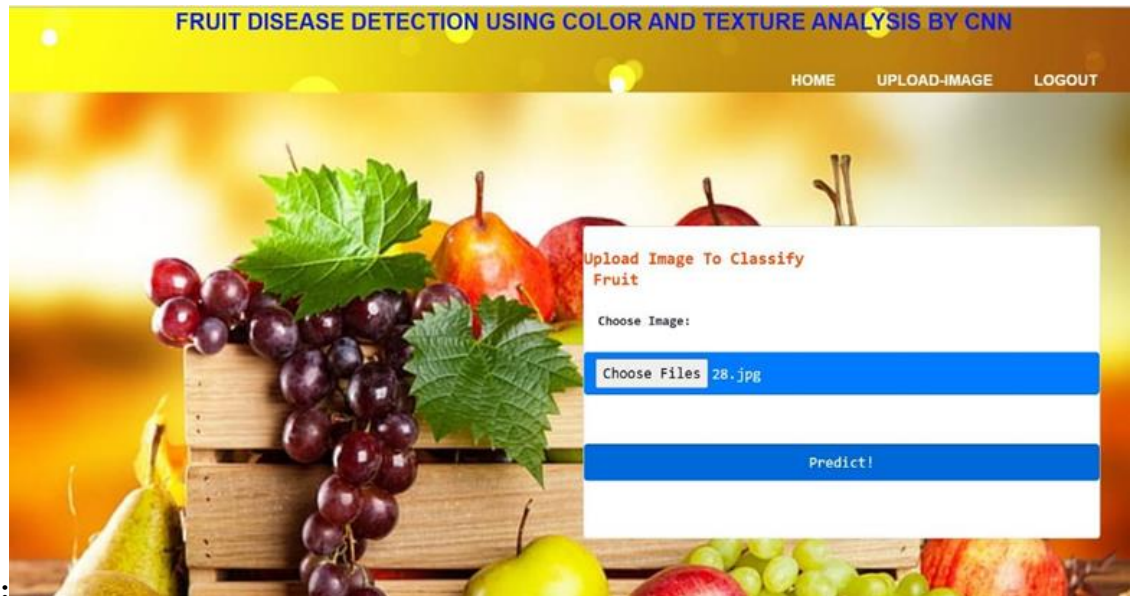 FRUIT DISEASE DETECTION USING COLOR AND TEXTURE ANALYSIS BY CNN
HOME UPLOAD-IMAGE LOGOUT
Upload Image To Classify
Fruit
Choose Image:
Choose Files 28.jpg
Predict!
: